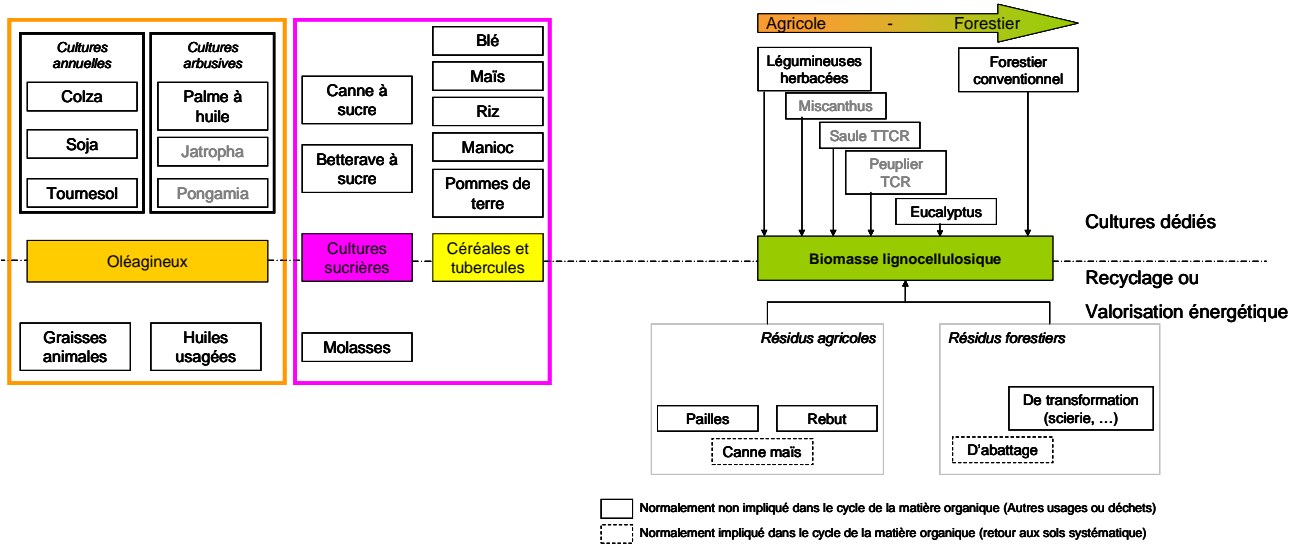 Cultures
annuelles
Colza
Soja
Tournesol
Cultures
arbusives
Palme à
huile
Jatropha
Pongamia
Oléagineux
Graisses
animales
Huiles
usagées
Canne à
sucre
Betterave à
sucre
Cultures
sucrières
Molasses
Blé
Maïs
Riz
Manioc
Pommes de
terre
Céréales et
tubercules
Agricole - Forestier
Légumineuses
herbacées
Miscanthus
Saule TTCR
Peuplier
TCR
Eucalyptus
Forestier
conventionnel
Biomasse lignocellulosique
Cultures dédiés
Recyclage ou
Valorisation énergétique
Résidus agricoles
Pailles
Rebut
Canne maïs
Résidus forestiers
De transformation
(scierie, …)
D'abattage
Normalement non impliqué dans le cycle de la matière organique (Autres usages ou déchets)
Normalement impliqué dans le cycle de la matière organique (retour aux sols systématique)